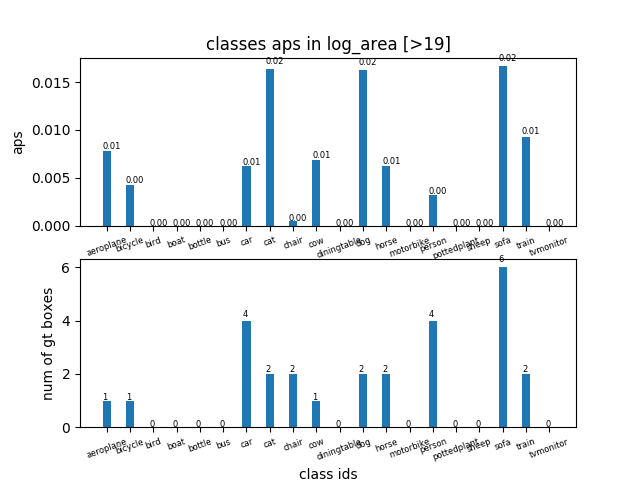 classes aps in log_area [>19]
aps
0.015
0.010
0.005
0.000
0.01 0.00 0.00 0.00 0.00 0.00 0.01 0.02 0.00 0.01 0.00 0.02 0.01 0.00 0.00 0.00 0.00 0.02 0.01 0.00
aeroplane bicycle bird boat bottle bus car cat chair cow diningtable dog horse motorbike person pottedplant sheep sofa train tvmonitor
num of gt boxes
6
4
2
0
1 1 0 0 0 0 4 2 2 1 0 2 2 0 4 0 0 6 2 0
aeroplane bicycle bird boat bottle bus car cat chair cow diningtable dog horse motorbike person pottedplant sheep sofa train tvmonitor
class ids